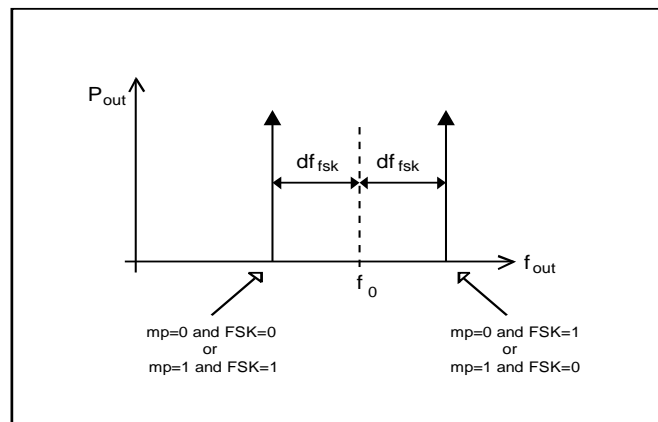 Pout
dffsk dffsk
fout
f0
mp=0 and FSK=0
or
mp=1 and FSK=1
mp=0 and FSK=1
or
mp=1 and FSK=0